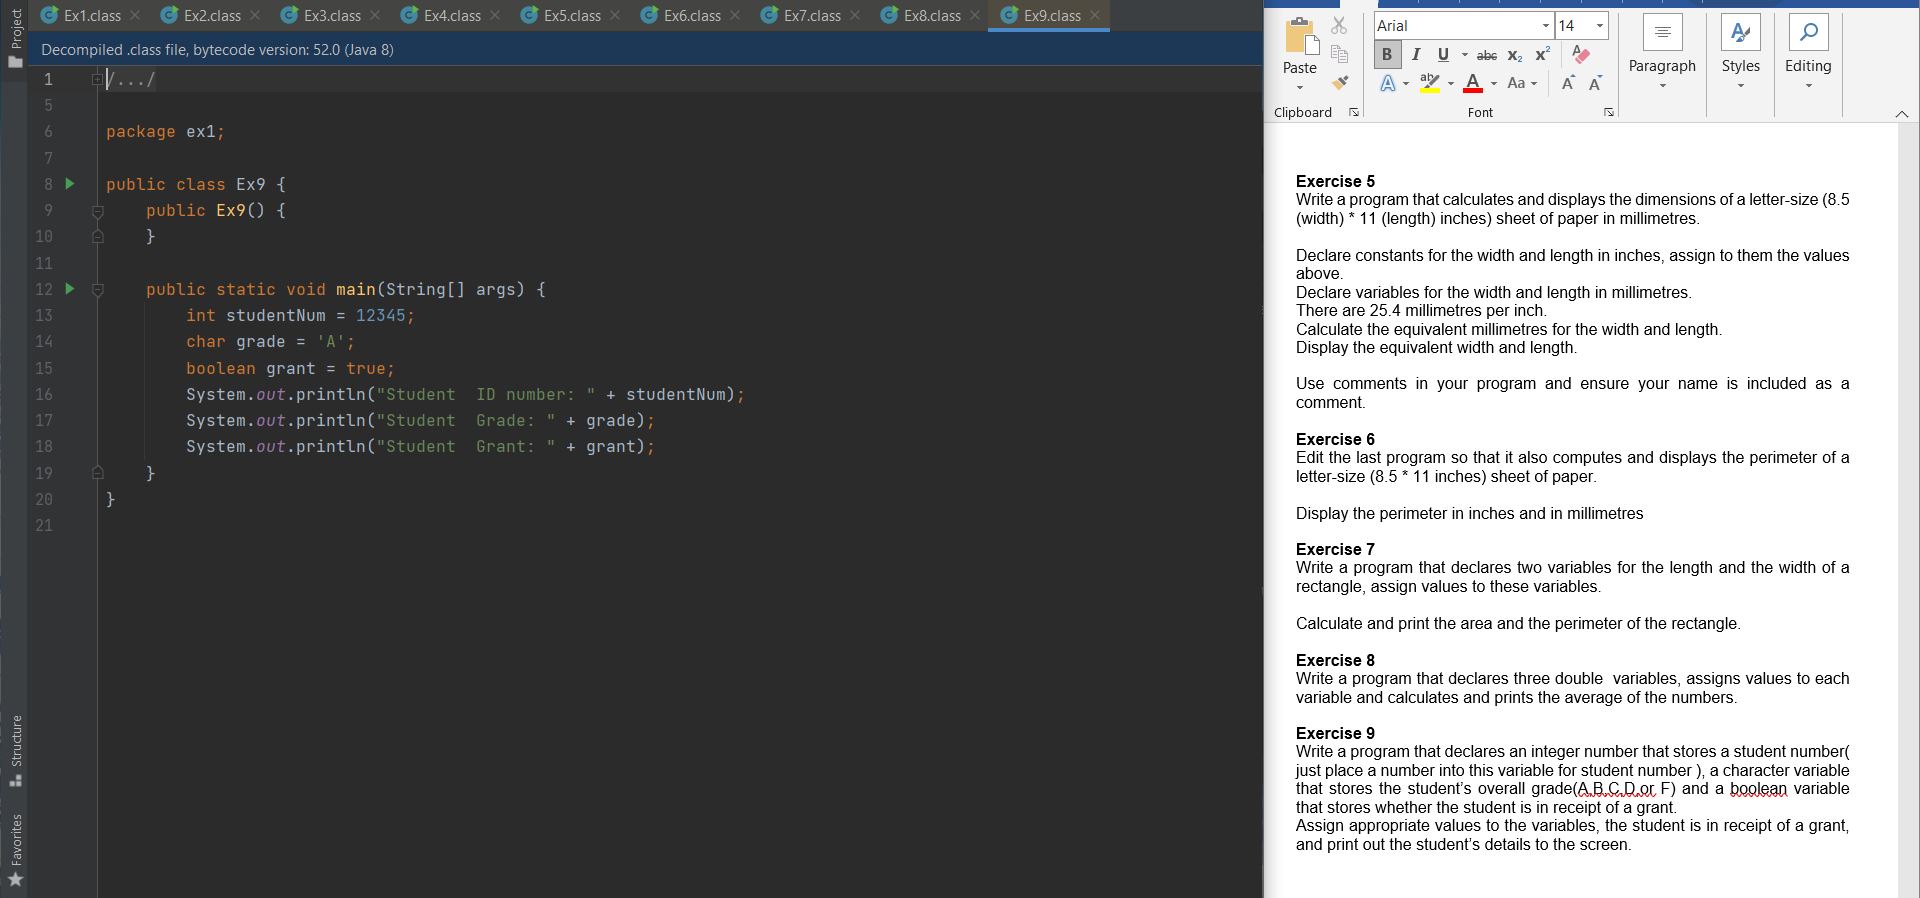 Project
Ex1.class
Ex2.class
Ex3.class
Ex4.class
Ex5.class
Ex6.class
Ex7.class
Ex8.class
Ex9.class
Decompiled .class file, bytecode version: 52.0 (Java 8)
1 /.../
5
6 package ex1;
7
8 public class Ex9 {
9 public Ex9() {
10 }
11
12 public static void main(String[] args) {
13 int studentNum = 12345;
14 char grade = 'A';
15 boolean grant = true;
16 System.out.println("Student  ID number: " + studentNum);
17 System.out.println("Student  Grade: " + grade);
18 System.out.println("Student  Grant: " + grant);
19 }
20 }
21
Structure
Favorites
Arial
14
Paste
B I U abc x₂ x²
A ab A Aa A A
Clipboard
Font
Paragraph
Styles
Editing
Exercise 5
Write a program that calculates and displays the dimensions of a letter-size (8.5
(width) * 11 (length) inches) sheet of paper in millimetres.
Declare constants for the width and length in inches, assign to them the values
above.
Declare variables for the width and length in millimetres.
There are 25.4 millimetres per inch.
Calculate the equivalent millimetres for the width and length.
Display the equivalent width and length.
Use comments in your program and ensure your name is included as a
comment.
Exercise 6
Edit the last program so that it also computes and displays the perimeter of a
letter-size (8.5 * 11 inches) sheet of paper.
Display the perimeter in inches and in millimetres
Exercise 7
Write a program that declares two variables for the length and the width of a
rectangle, assign values to these variables.
Calculate and print the area and the perimeter of the rectangle.
Exercise 8
Write a program that declares three double  variables, assigns values to each
variable and calculates and prints the average of the numbers.
Exercise 9
Write a program that declares an integer number that stores a student number(
just place a number into this variable for student number ), a character variable
that stores the student's overall grade(A,B,C,D,or F) and a boolean variable
that stores whether the student is in receipt of a grant.
Assign appropriate values to the variables, the student is in receipt of a grant,
and print out the student's details to the screen.